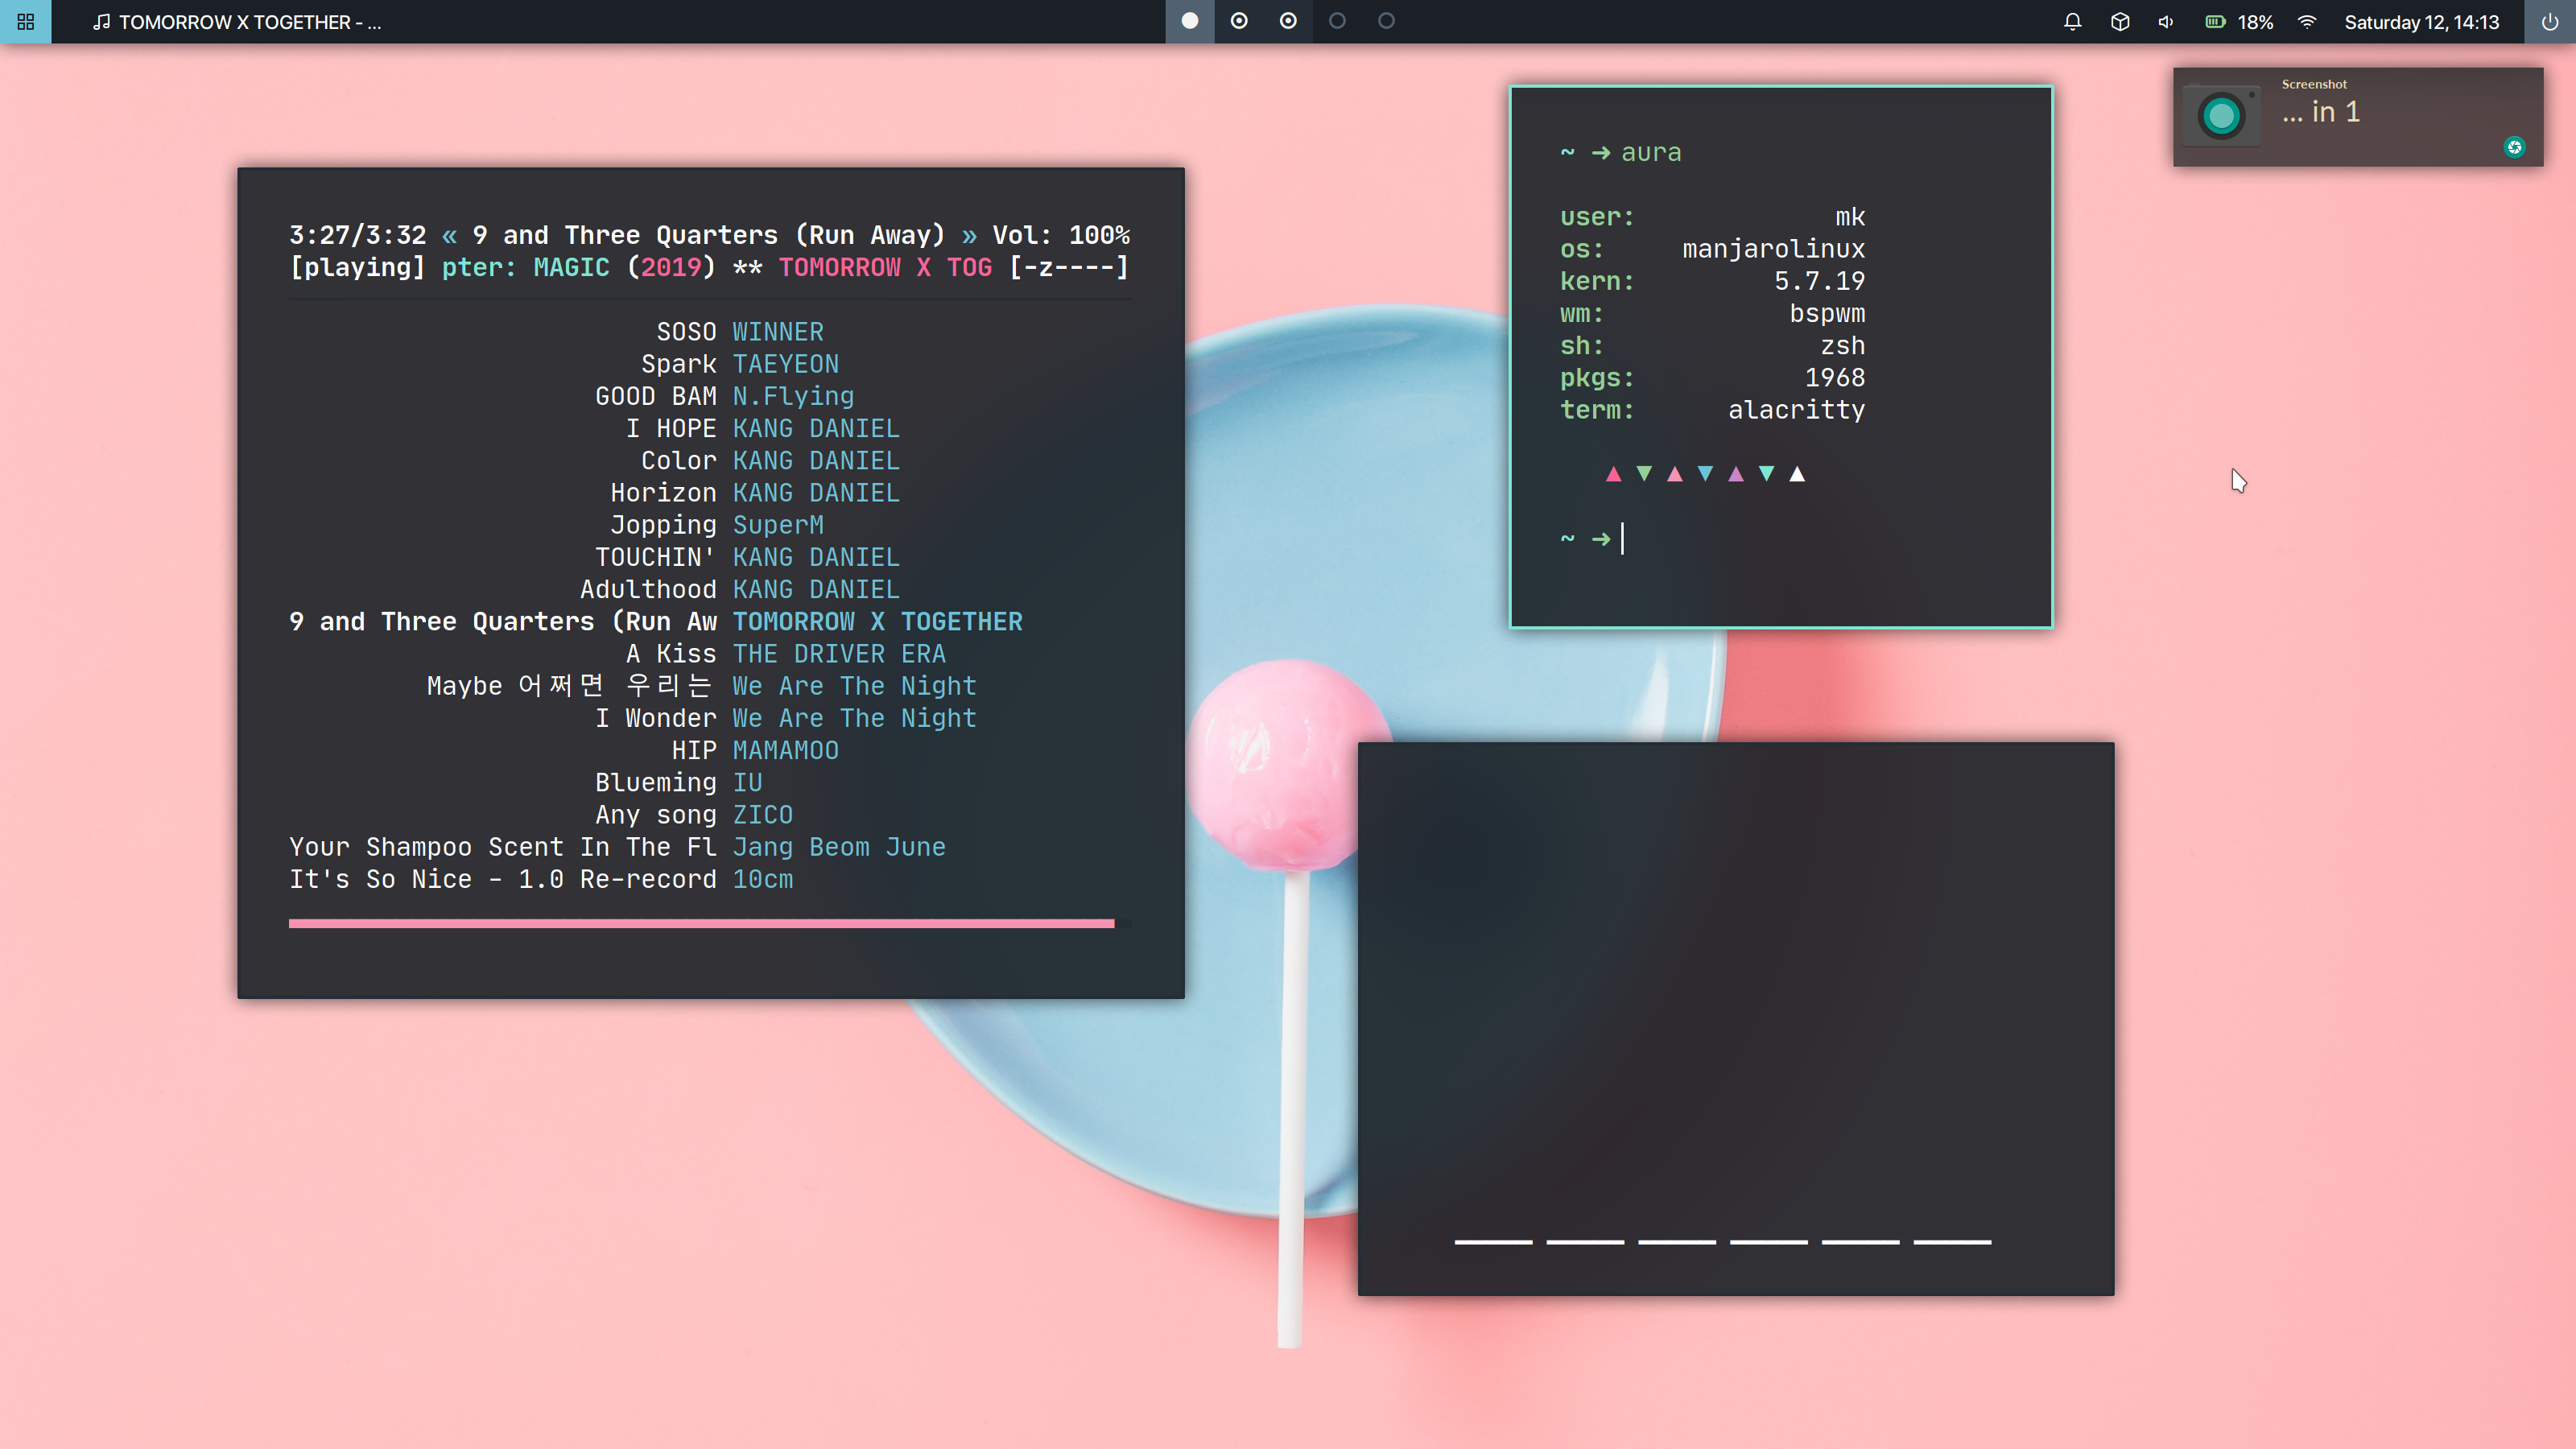 TOMORROW X TOGETHER - ...
18%
Saturday 12, 14:13
Screenshot
... in 1
3:27/3:32 « 9 and Three Quarters (Run Away) » Vol: 100%
[playing] pter: MAGIC (2019) ** TOMORROW X TOG [-z----]
SOSO WINNER
Spark TAEYEON
GOOD BAM N.Flying
I HOPE KANG DANIEL
Color KANG DANIEL
Horizon KANG DANIEL
Jopping SuperM
TOUCHIN' KANG DANIEL
Adulthood KANG DANIEL
9 and Three Quarters (Run Aw TOMORROW X TOGETHER
A Kiss THE DRIVER ERA
Maybe 어쩌면 우리는 We Are The Night
I Wonder We Are The Night
HIP MAMAMOO
Blueming IU
Any song ZICO
Your Shampoo Scent In The Fl Jang Beom June
It's So Nice - 1.0 Re-record 10cm
~ ➜ aura
user: mk
os: manjarolinux
kern: 5.7.19
wm: bspwm
sh: zsh
pkgs: 1968
term: alacritty
~ ➜